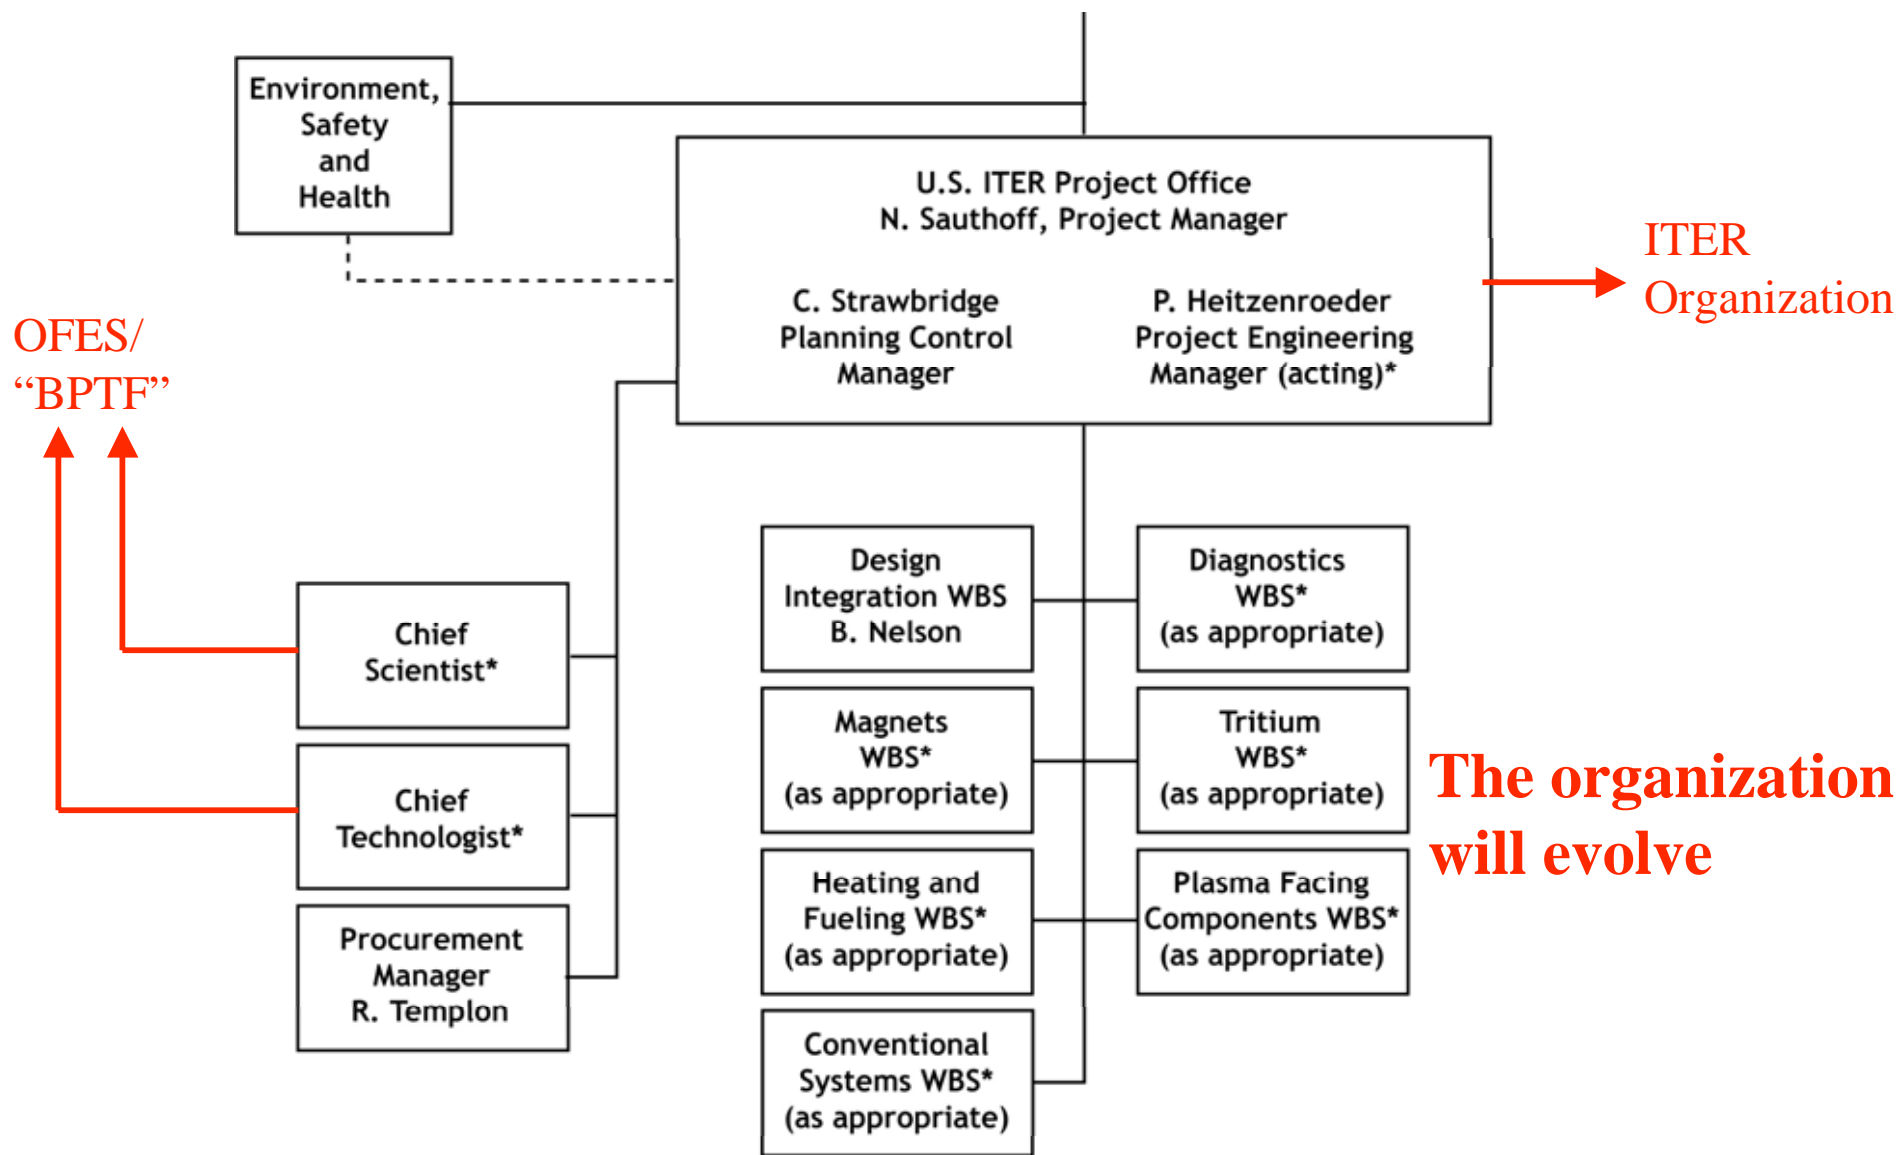 Environment,
Safety
and
Health
U.S. ITER Project Office
N. Sauthoff, Project Manager
C. Strawbridge
Planning Control
Manager
P. Heitzenroeder
Project Engineering
Manager (acting)*
ITER
Organization
OFES/
“BPTF”
Chief
Scientist*
Chief
Technologist*
Procurement
Manager
R. Templon
Design
Integration WBS
B. Nelson
Diagnostics
WBS*
(as appropriate)
Magnets
WBS*
(as appropriate)
Tritium
WBS*
(as appropriate)
Heating and
Fueling WBS*
(as appropriate)
Plasma Facing
Components WBS*
(as appropriate)
Conventional
Systems WBS*
(as appropriate)
The organization
will evolve